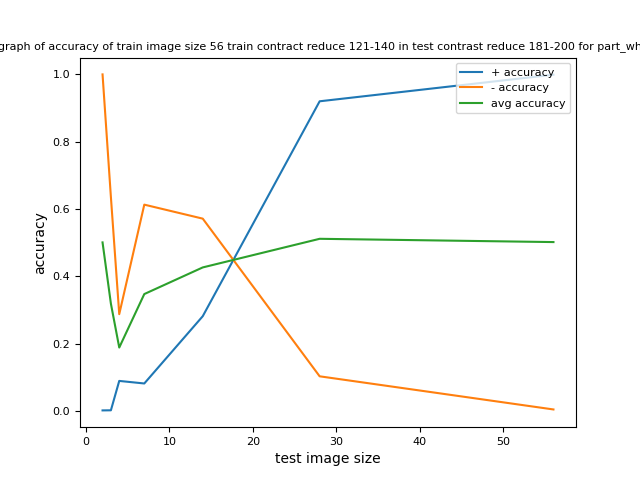 graph of accuracy of train image size 56 train contract reduce 121-140 in test contrast reduce 181-200 for
+ accuracy
- accuracy
avg accuracy
accuracy
1.0
0.8
0.6
0.4
0.2
0.0
0 10 20 30 40 50
test image size